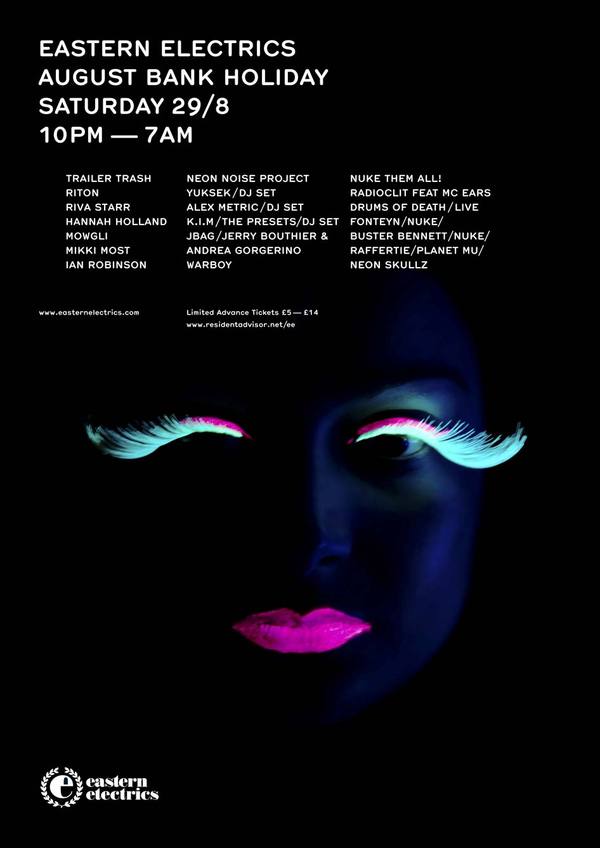 EASTERN ELECTRICS
AUGUST BANK HOLIDAY
SATURDAY 29/8
10PM — 7AM
TRAILER TRASH
RITON
RIVA STARR
HANNAH HOLLAND
MOWGLI
MIKKI MOST
IAN ROBINSON
NEON NOISE PROJECT
YUKSEK/DJ SET
ALEX METRIC/DJ SET
K.I.M/THE PRESETS/DJ SET
JBAG/JERRY BOUTHIER &
ANDREA GORGERINO
WARBOY
NUKE THEM ALL!
RADIOCLIT FEAT MC EARS
DRUMS OF DEATH/LIVE
FONTEYN/NUKE/
BUSTER BENNETT/NUKE/
RAFFERTIE/PLANET MU/
NEON SKULLZ
www.easternelectrics.com
Limited Advance Tickets £5 — £14
www.residentadvisor.net/ee
e
eastern
electrics